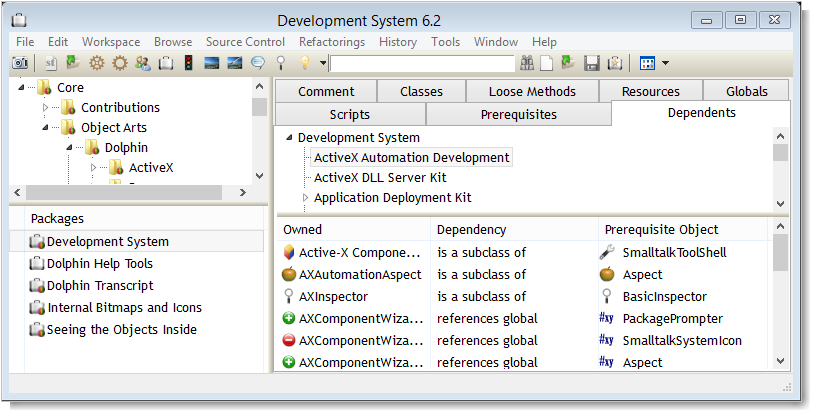 Development System 6.2
File Edit Workspace Browse Source Control Refactorings History Tools Window Help
Core
Contributions
Object Arts
Dolphin
ActiveX
Packages
Development System
Dolphin Help Tools
Dolphin Transcript
Internal Bitmaps and Icons
Seeing the Objects Inside
Comment Classes Loose Methods Resources Globals
Scripts Prerequisites Dependents
Development System
ActiveX Automation Development
ActiveX DLL Server Kit
Application Deployment Kit
Owned Dependency Prerequisite Object
Active-X Compone... is a subclass of SmalltalkToolShell
AXAutomationAspect is a subclass of Aspect
AXInspector is a subclass of BasicInspector
AXComponentWiza... references global #xy PackagePrompter
AXComponentWiza... references global #xy SmalltalkSystemIcon
AXComponentWiza... references global #xy Aspect